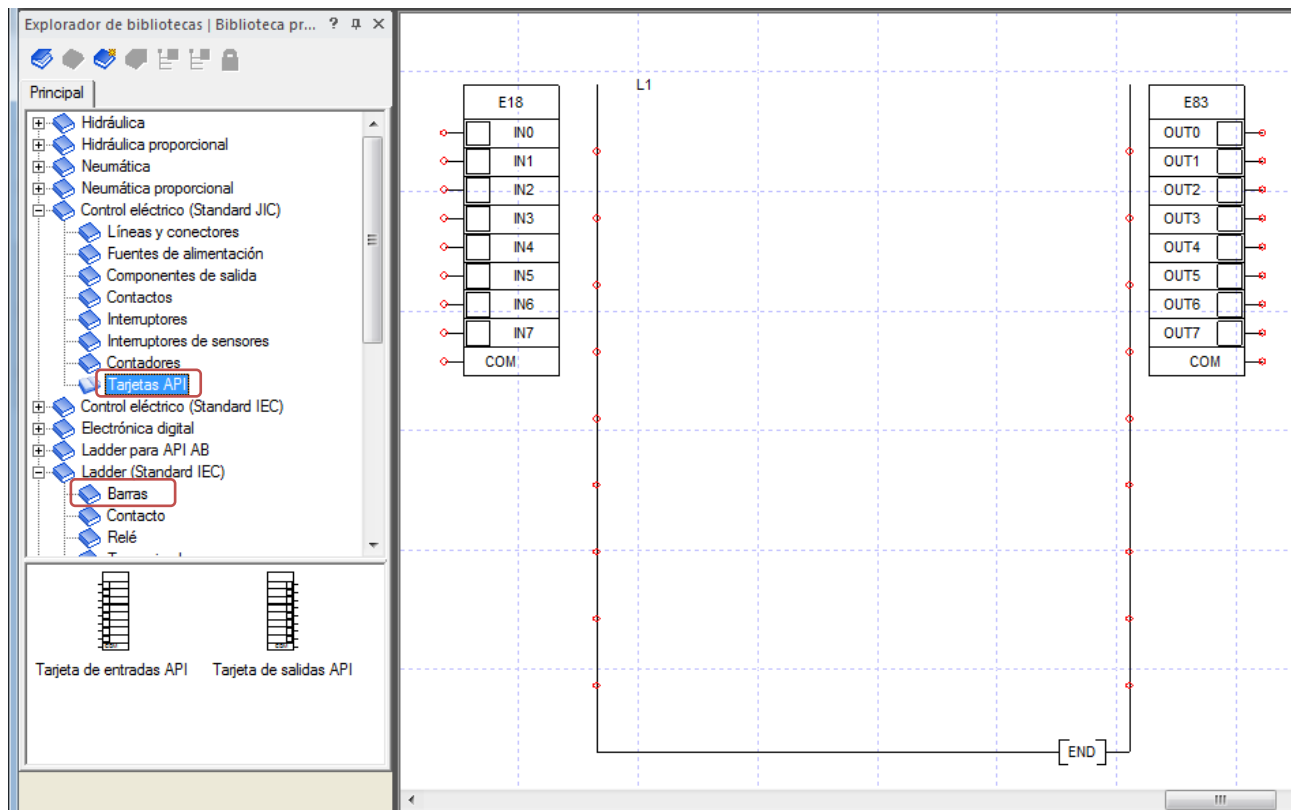 Explorador de bibliotecas | Biblioteca pr... ?
Principal
Hidráulica
Hidráulica proporcional
Neumática
Neumática proporcional
Control eléctrico (Standard JIC)
Líneas y conectores
Fuentes de alimentación
Componentes de salida
Contactos
Interruptores
Interruptores de sensores
Contadores
Tarjetas API
Control eléctrico (Standard IEC)
Electrónica digital
Ladder para API AB
Ladder (Standard IEC)
Barras
Contacto
Relé
Tarjeta de entradas API
Tarjeta de salidas API
E18
IN0
IN1
IN2
IN3
IN4
IN5
IN6
IN7
COM
L1
END
E83
OUT0
OUT1
OUT2
OUT3
OUT4
OUT5
OUT6
OUT7
COM